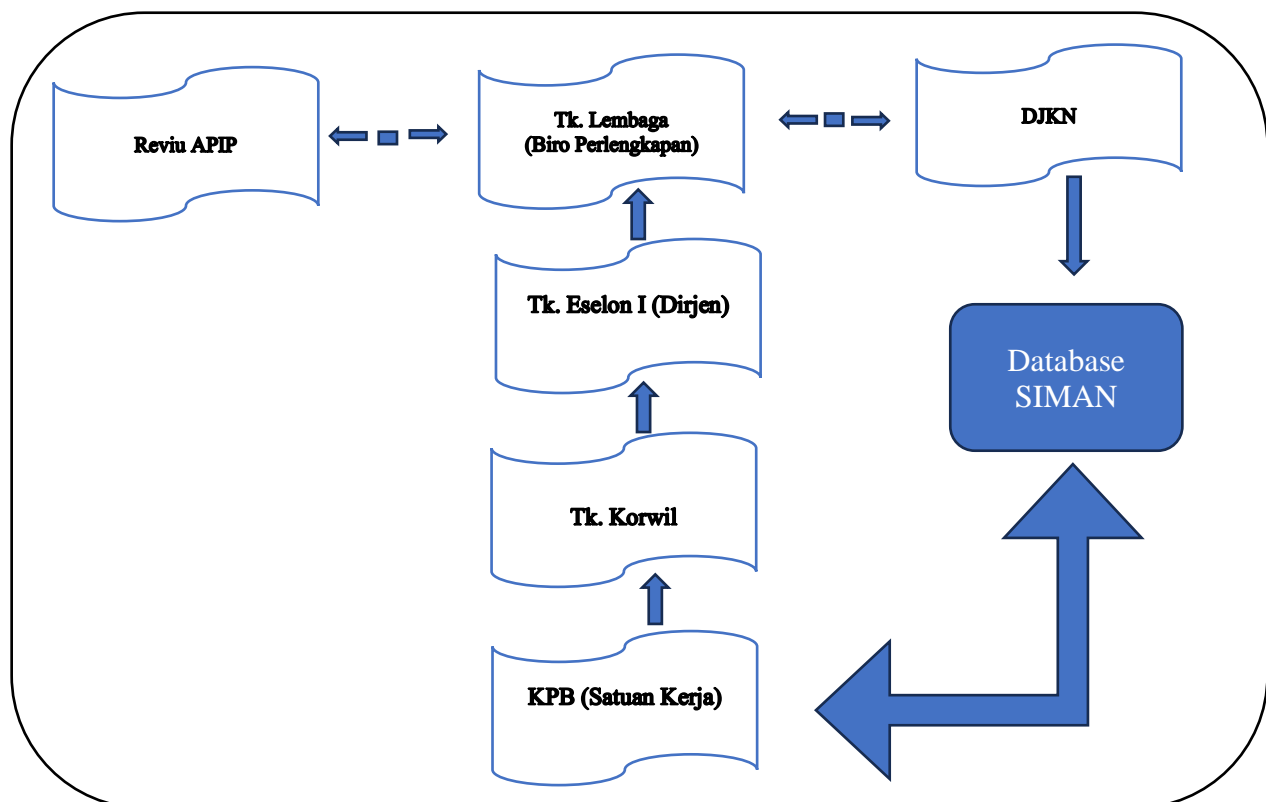 Reviu APIP
Tk. Lembaga
(Biro Perlengkapan)
DJKN
Tk. Eselon I (Dirjen)
Database
SIMAN
Tk. Korwil
KPB (Satuan Kerja)